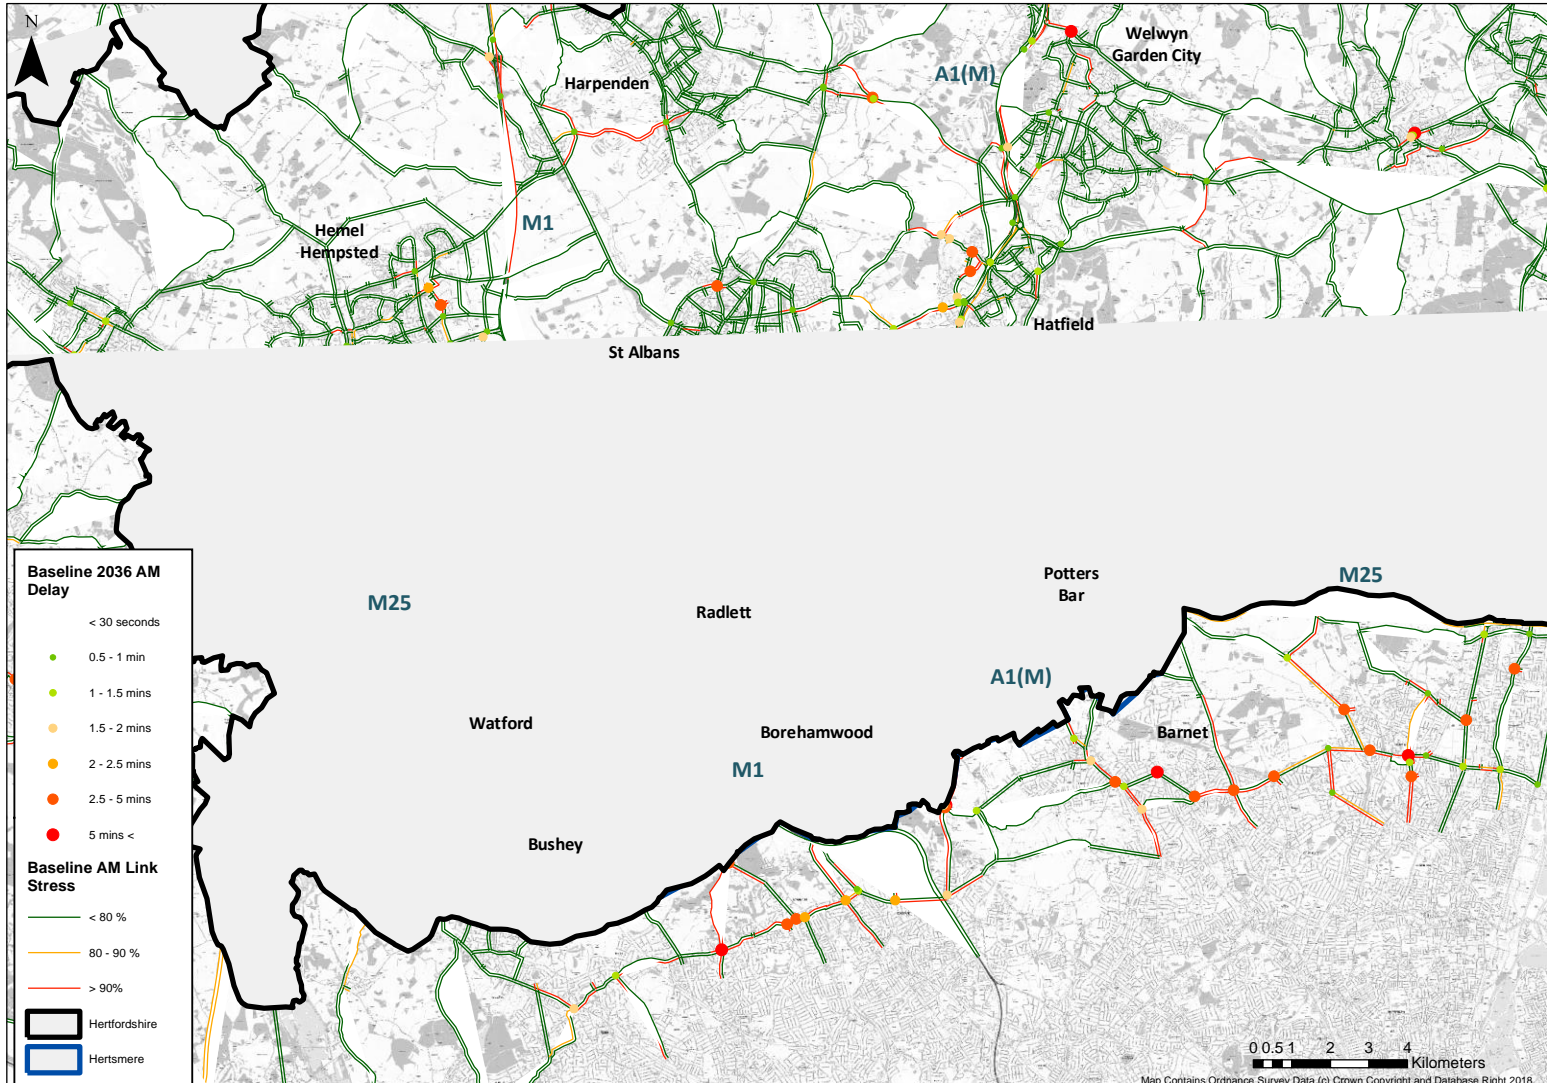 N
Welwyn
Garden City
A1(M)
Harpenden
M1
Hemel
Hempsted
Hatfield
St Albans
Potters
Bar
M25
M25
Radlett
A1(M)
Watford
Borehamwood
Barnet
M1
Bushey
Baseline 2036 AM
Delay
< 30 seconds
0.5 - 1 min
1 - 1.5 mins
1.5 - 2 mins
2 - 2.5 mins
2.5 - 5 mins
5 mins <
Baseline AM Link
Stress
< 80 %
80 - 90 %
> 90%
Hertfordshire
Hertsmere
0 0.5 1 2 3 4
Kilometers
Map Contains Ordnance Survey Data (c) Crown Copyright and Database Right 2018